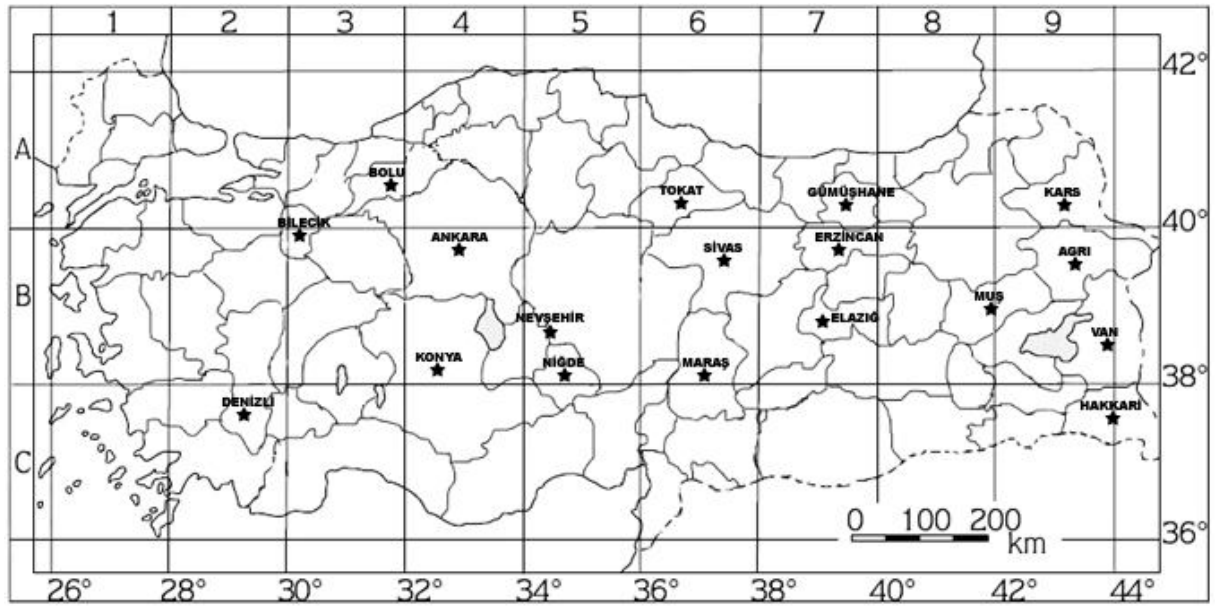 1 2 3 4 5 6 7 8 9
42°
A
BOLU
TOKAT
GÜMÜŞHANE
KARS
BİLECİK
40°
ANKARA
SİVAS
ERZİNCAN
AGRI
B
MUŞ
NEVŞEHİR
ELAZIĞ
VAN
KONYA
NİĞDE
MARAŞ
38°
DENİZLİ
HAKKARİ
C
0 100 200
km
36°
26° 28° 30° 32° 34° 36° 38° 40° 42° 44°